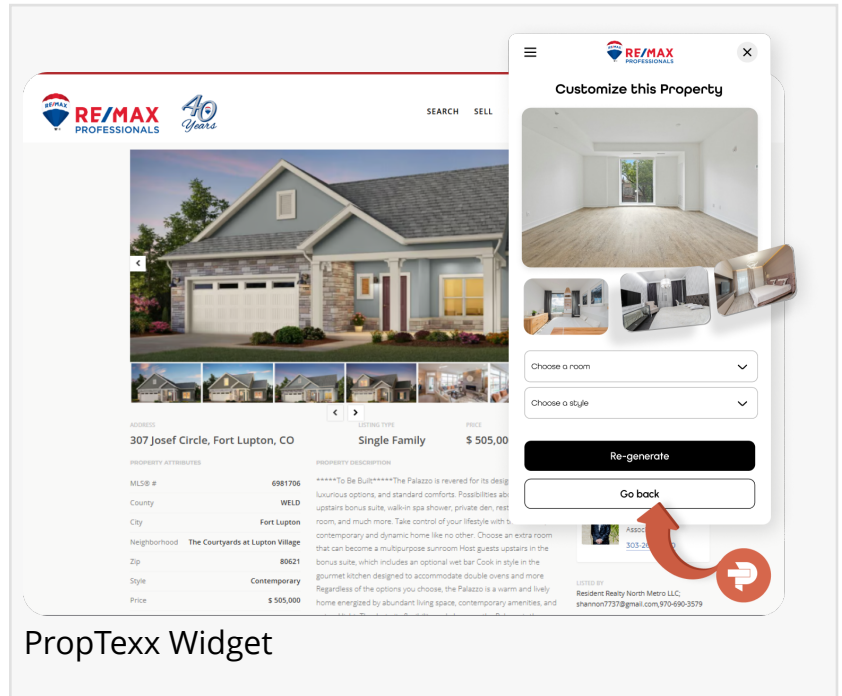 RE/MAX
PROFESSIONALS
40
Years
SEARCH SELL
307 Josef Circle, Fort Lupton, CO
ADDRESS
LISTING TYPE
Single Family
PRICE
$ 505,00
PROPERTY ATTRIBUTES
MLS® # 6981706
County WELD
City Fort Lupton
Neighborhood The Courtyards at Lupton Village
Zip 80621
Style Contemporary
Price $ 505,000
PROPERTY DESCRIPTION
*****To Be Built*****The Palazzo is revered for its desig
luxurious options, and standard comforts. Possibilities
upstairs bonus suite, walk-in spa shower, private den,
room, and much more. Take control of your lifestyle with
contemporary and dynamic home like no other. Choose an extra room
that can become a multipurpose sunroom Host guests upstairs in the
bonus suite, which includes an optional wet bar Cook in style in the
gourmet kitchen designed to accommodate double ovens and more
Regardless of the options you choose, the Palazzo is a warm and lively
home energized by abundant living space, contemporary amenities, and
RE/MAX
PROFESSIONALS
Customize this Property
Choose a room
Choose a style
Re-generate
Go back
LISTED BY
Resident Realty North Metro LLC;
shannon7737@gmail.com,970-690-3579
PropTexx Widget